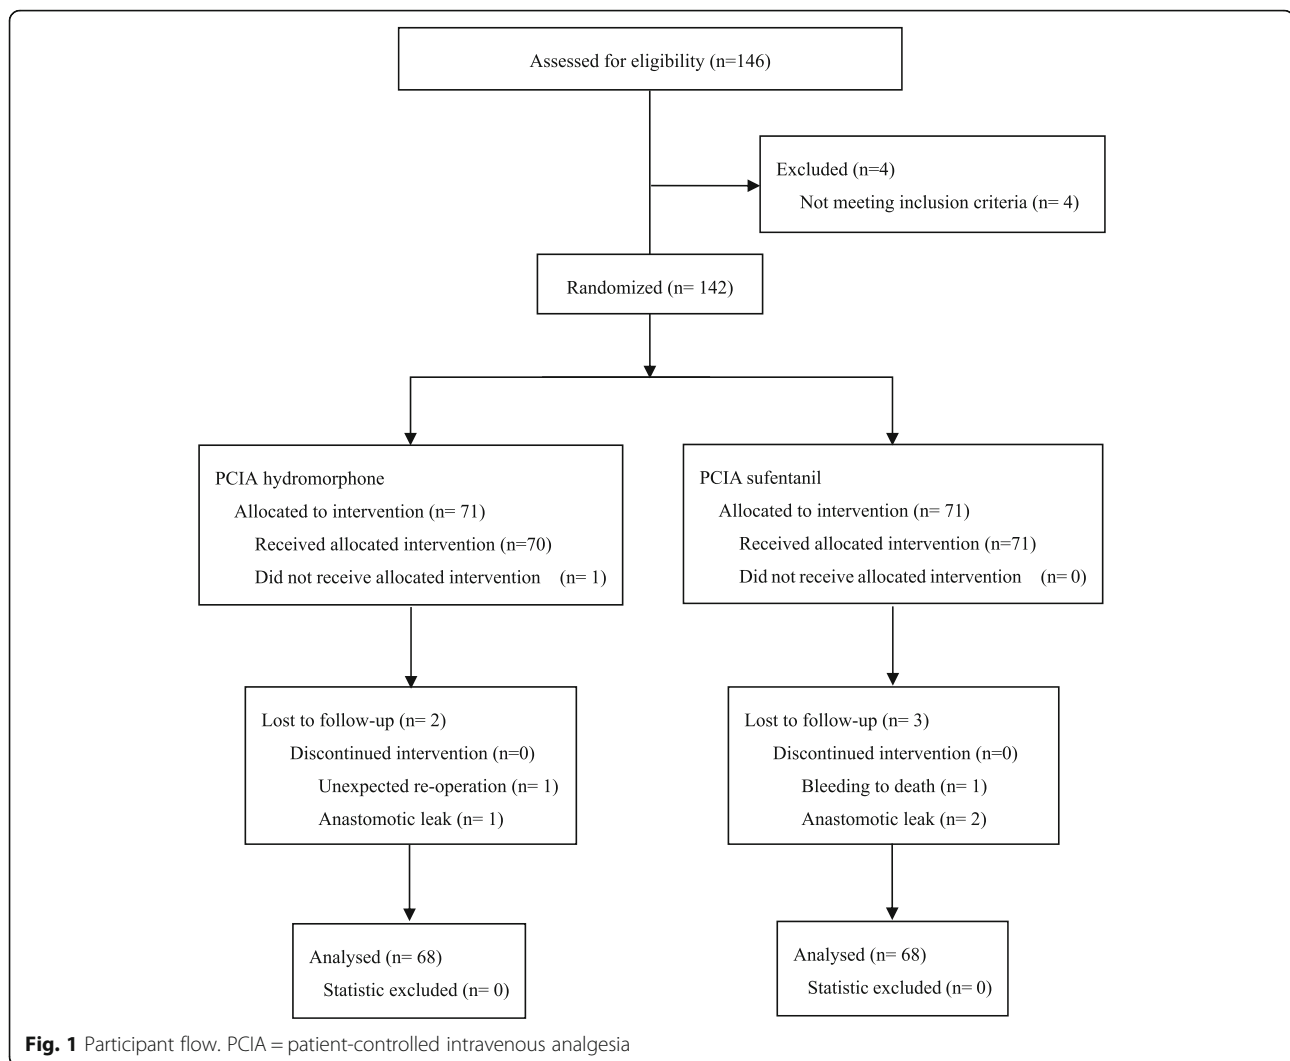 Assessed for eligibility (n=146)
Excluded (n=4)
Not meeting inclusion criteria (n= 4)
Randomized (n= 142)
PCIA hydromorphone
Allocated to intervention (n= 71)
Received allocated intervention (n=70)
Did not receive allocated intervention (n= 1)
PCIA sufentanil
Allocated to intervention (n= 71)
Received allocated intervention (n=71)
Did not receive allocated intervention (n= 0)
Lost to follow-up (n= 2)
Discontinued intervention (n=0)
Unexpected re-operation (n= 1)
Anastomotic leak (n= 1)
Lost to follow-up (n= 3)
Discontinued intervention (n=0)
Bleeding to death (n= 1)
Anastomotic leak (n= 2)
Analysed (n= 68)
Statistic excluded (n= 0)
Analysed (n= 68)
Statistic excluded (n= 0)
Fig. 1 Participant flow. PCIA = patient-controlled intravenous analgesia